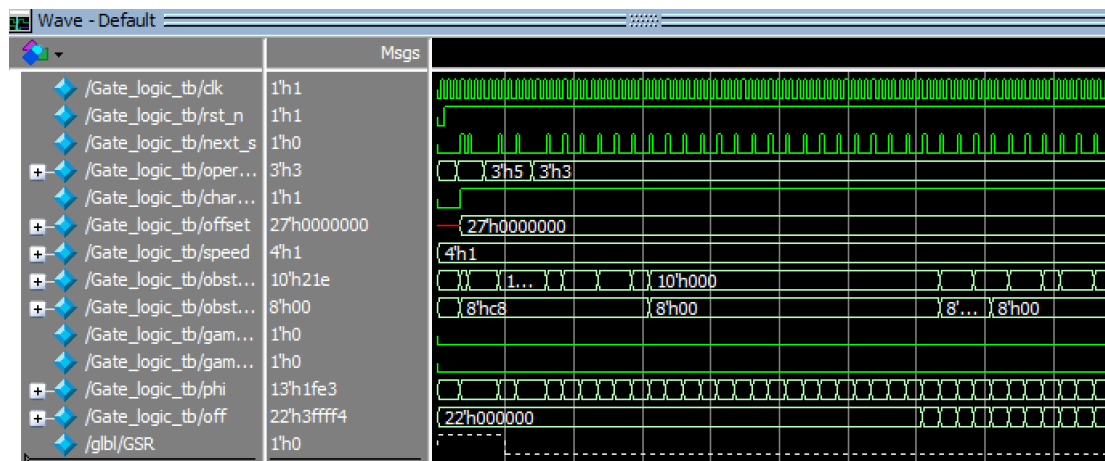 Wave - Default
Msgs
/Gate_logic_tb/clk 1'h1
/Gate_logic_tb/rst_n 1'h1
/Gate_logic_tb/next_s 1'h0
/Gate_logic_tb/oper... 3'h3 3'h5 3'h3
/Gate_logic_tb/char... 1'h1
/Gate_logic_tb/offset 27'h0000000 27'h0000000
/Gate_logic_tb/speed 4'h1 4'h1
/Gate_logic_tb/obst... 10'h21e 1... 10'h000
/Gate_logic_tb/obst... 8'h00 8'hc8 8'h00 8'... 8'h00
/Gate_logic_tb/gam... 1'h0
/Gate_logic_tb/gam... 1'h0
/Gate_logic_tb/phi 13'h1fe3
/Gate_logic_tb/off 22'h3ffff4 22'h000000
/glbl/GSR 1'h0